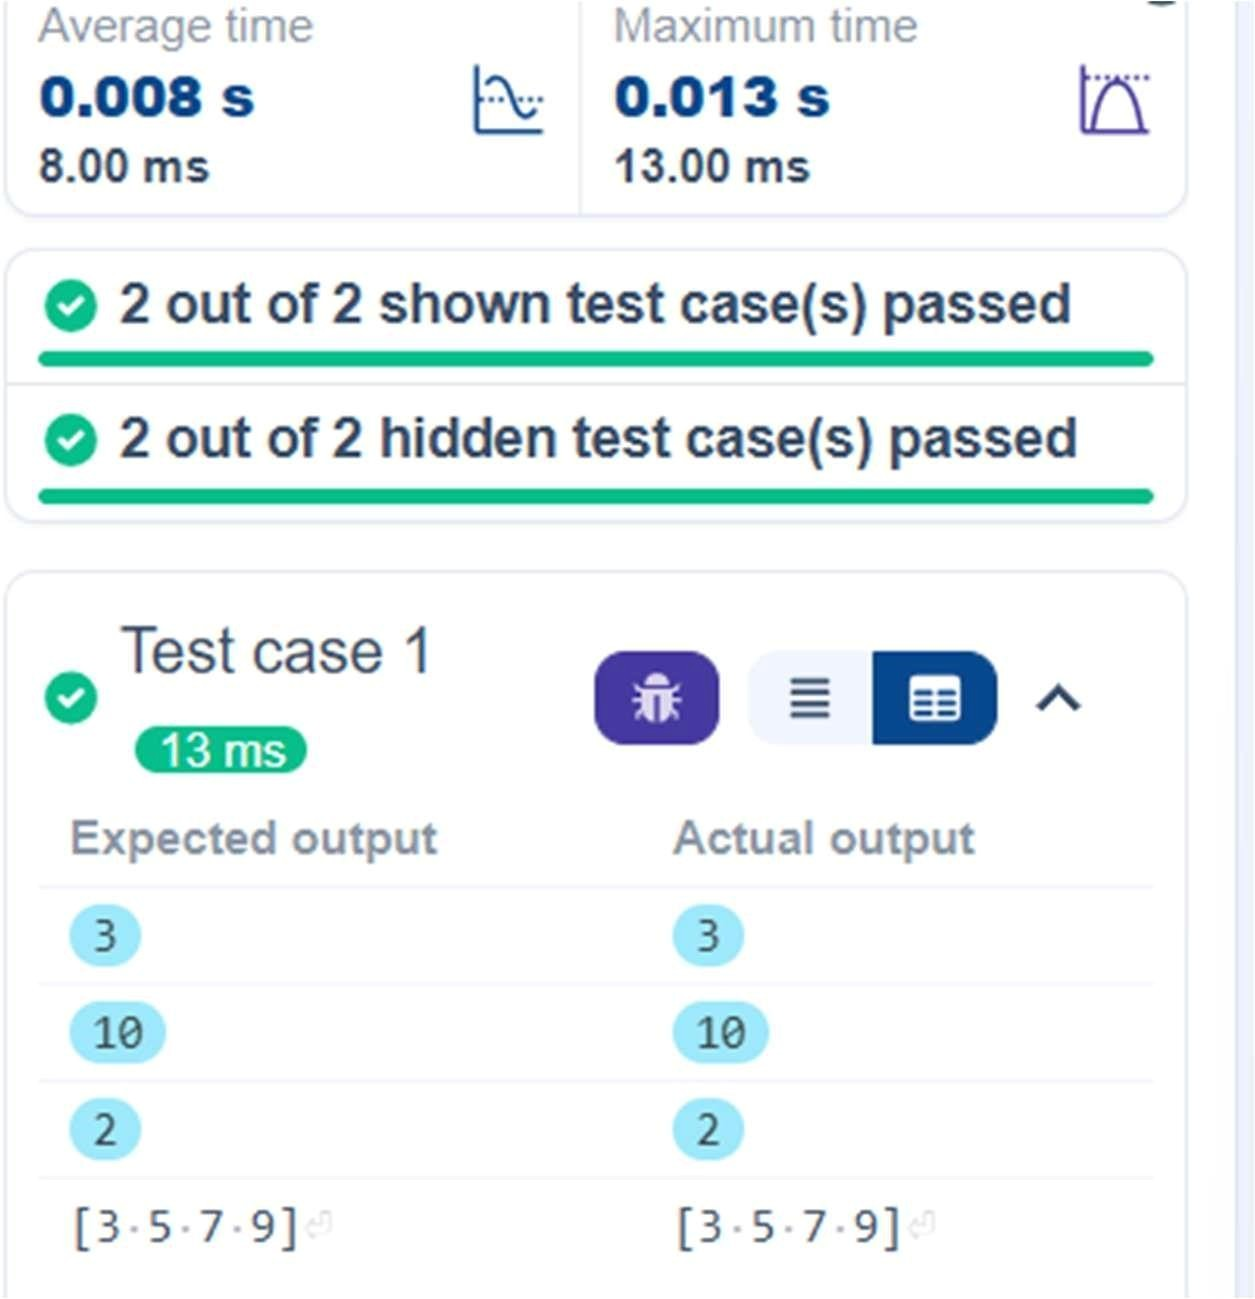 Average time Maximum time
0.008 s 0.013 s
8.00 ms 13.00 ms
2 out of 2 shown test case(s) passed
2 out of 2 hidden test case(s) passed
Test case 1
13 ms
Expected output Actual output
3 3
10 10
2 2
[3·5·7·9]⏎ [3·5·7·9]⏎